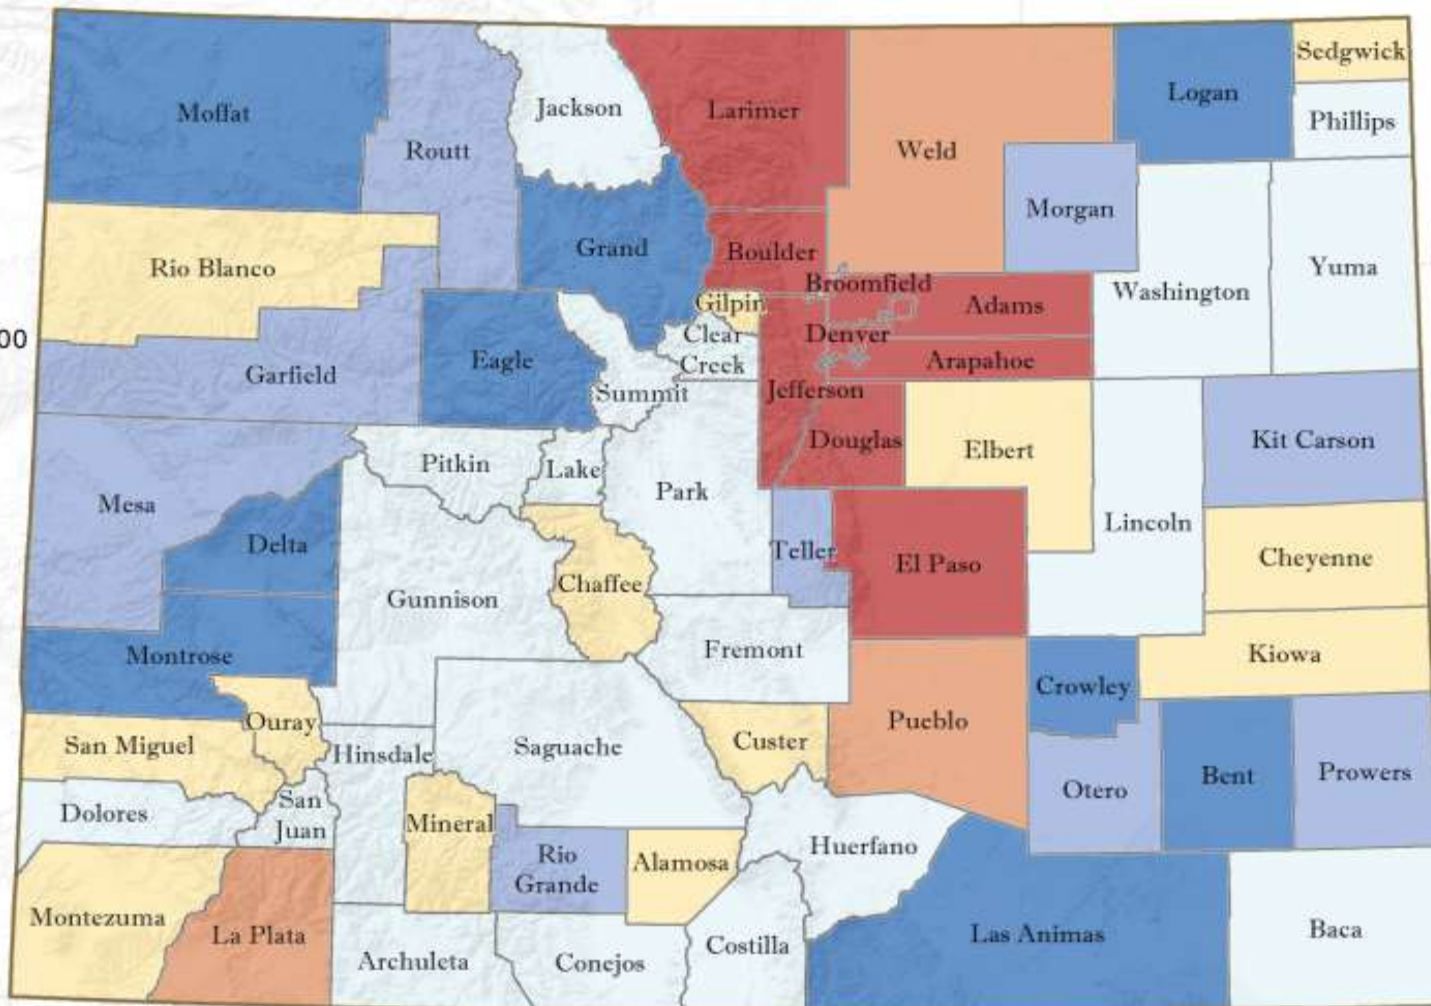 Sedgwick
Logan
Moffat
Jackson
Larimer
Phillips
Routt
Weld
Morgan
Grand
Boulder
Rio Blanco
Yuma
Broomfield
Washington
Gilpin
Adams
00
Clear
Creek
Denver
Eagle
Arapahoe
Garfield
Summit
Jefferson
Douglas
Elbert
Kit Carson
Pitkin
Lake
Park
Mesa
Lincoln
Delta
Teller
El Paso
Cheyenne
Chaffee
Gunnison
Fremont
Montrose
Kiowa
Crowley
Ouray
Pueblo
San Miguel
Hinsdale
Saguache
Custer
Bent
Prowers
Otero
Dolores
San
Juan
Mineral
Huerfano
Rio
Grande
Alamosa
Montezuma
La Plata
Archuleta
Conejos
Costilla
Las Animas
Baca